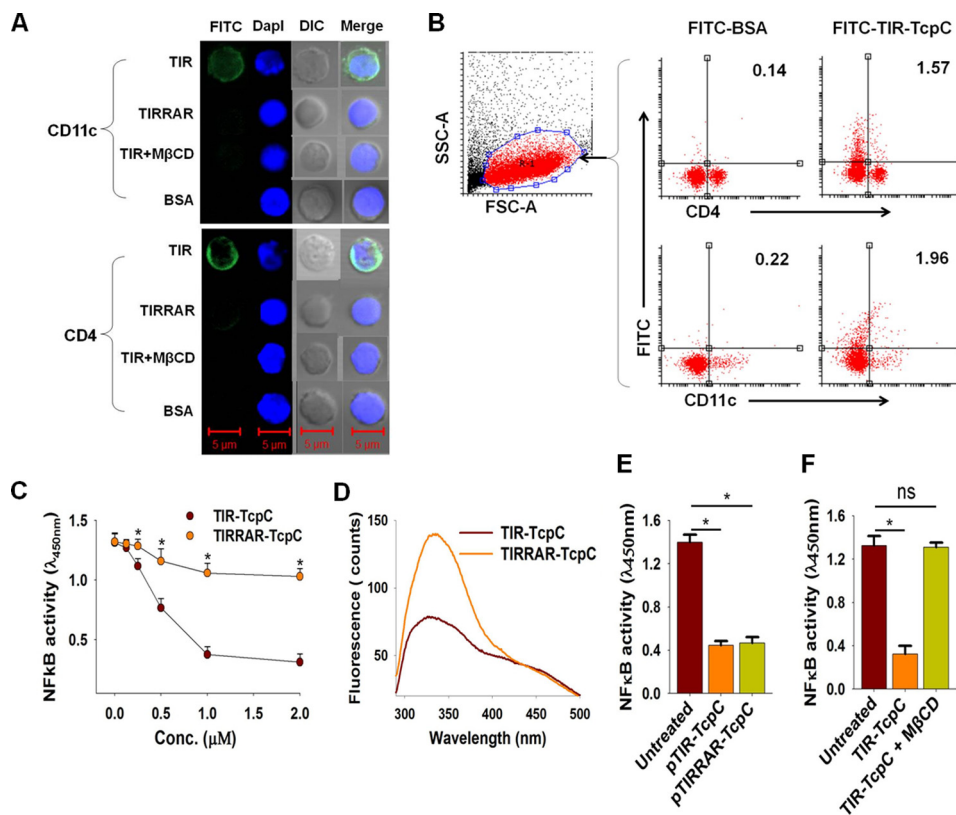 A
FITC DapI DIC Merge
CD11c
TIR
TIRRAR
TIR+MβCD
BSA
CD4
TIR
TIRRAR
TIR+MβCD
BSA
5 µm 5 µm 5 µm 5 µm
B
SSC-A
FSC-A
FITC-BSA FITC-TIR-TcpC
0.14 1.57
CD4
FITC
0.22 1.96
CD11c
C
TIR-TcpC
TIRRAR-TcpC
NFkB activity (λ450nm)
1.5
1.0
0.5
* * * *
0.0 0.5 1.0 1.5 2.0
Conc. (µM)
D
TIR-TcpC
TIRRAR-TcpC
Fluorescence ( counts)
150
100
50
300 350 400 450 500
Wavelength (nm)
E
*
*
NFκB activity (λ450nm)
1.6
1.2
0.8
0.4
0.0
Untreated
pTIR-TcpC
pTIRRAR-TcpC
F
ns
*
NFκB activity (λ450nm)
1.6
1.2
0.8
0.4
0.0
Untreated
TIR-TcpC
TIR-TcpC + MβCD